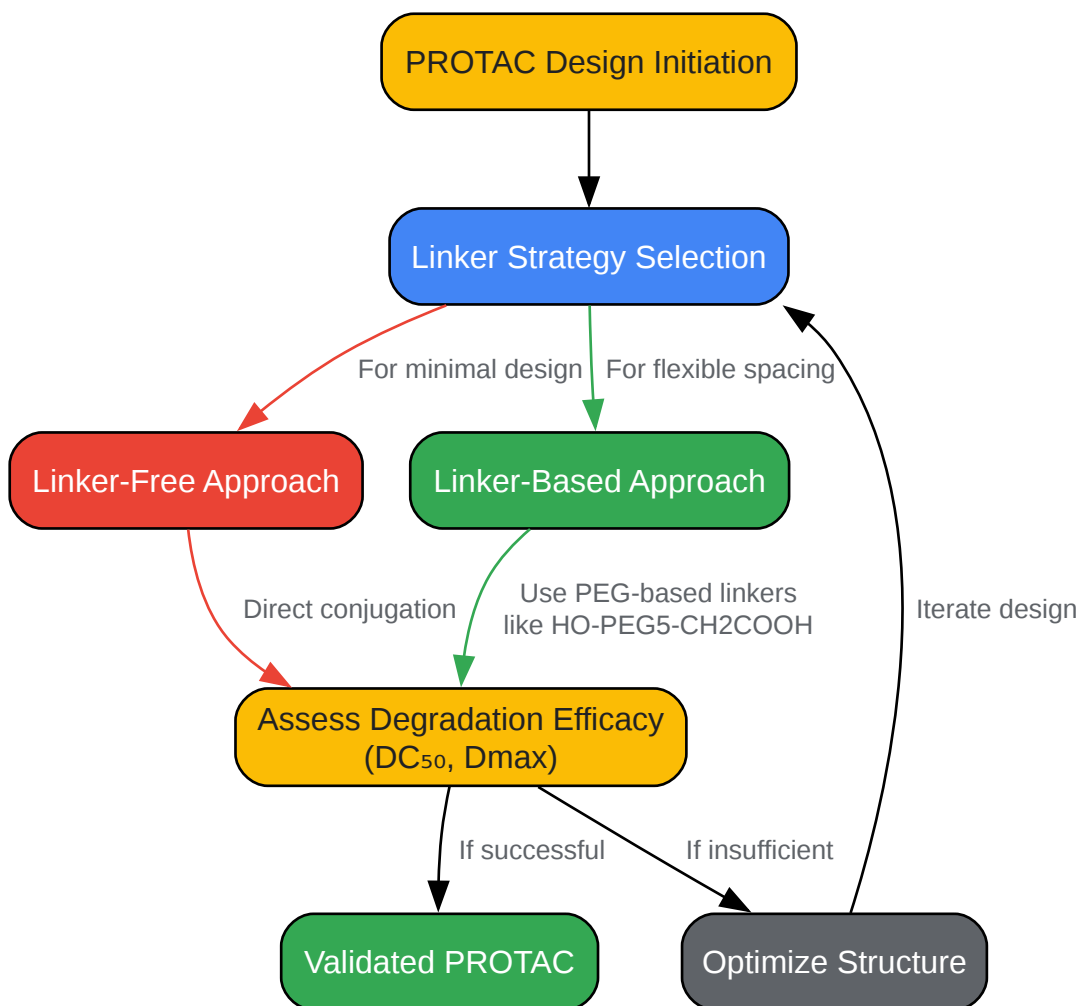 PROTAC Design Initiation
Linker Strategy Selection
For minimal design
For flexible spacing
Linker-Free Approach
Linker-Based Approach
Direct conjugation
Use PEG-based linkers
like HO-PEG5-CH2COOH
Iterate design
Assess Degradation Efficacy
(DC₅₀, Dmax)
If successful
If insufficient
Validated PROTAC
Optimize Structure